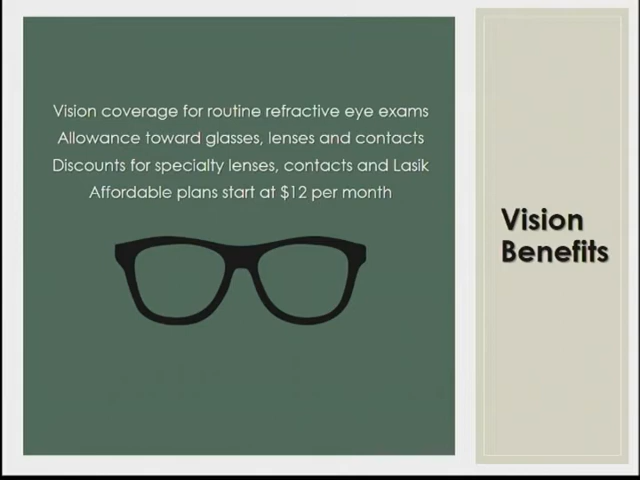 Vision coverage for routine refractive eye exams
Allowance toward glasses, lenses and contacts
Discounts for specialty lenses, contacts and Lasik
Affordable plans start at $12 per month
Vision
Benefits